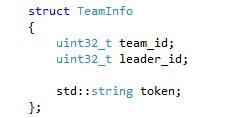 struct TeamInfo
{
    uint32_t team_id;
    uint32_t leader_id;

    std::string token;
};